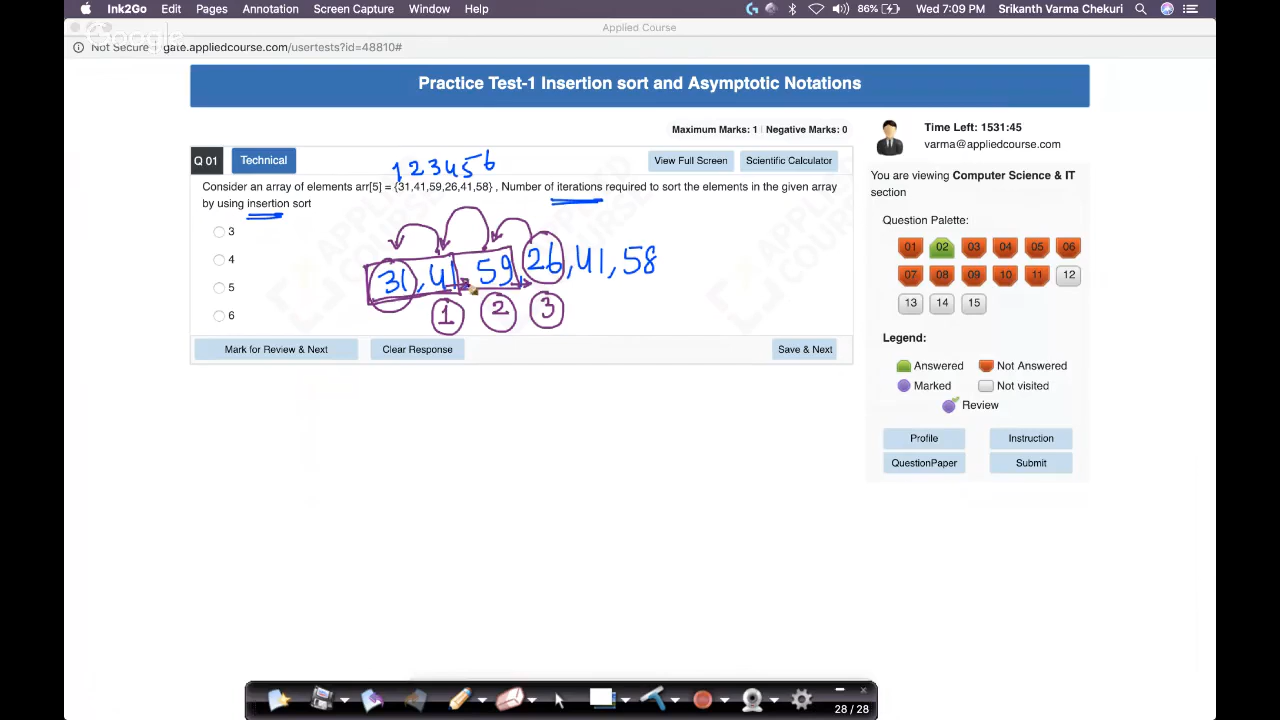 Ink2Go Edit Pages Annotation Screen Capture Window Help 86% Wed 7:09 PM Srikanth Varma Chekuri
Google
Applied Course
Not Secure gate.appliedcourse.com/usertests?id=48810#
Practice Test-1 Insertion sort and Asymptotic Notations
Maximum Marks: 1 | Negative Marks: 0
Time Left: 1531:45
varma@appliedcourse.com
Q 01 Technical
View Full Screen Scientific Calculator
1 2 3 4 5 6
Consider an array of elements arr[5] = {31,41,59,26,41,58} , Number of iterations required to sort the elements in the given array
by using insertion sort
3
4
5
6
31, 41, 59, 26, 41, 58
1 2 3
Mark for Review & Next Clear Response Save & Next
You are viewing Computer Science & IT
section
Question Palette:
01 02 03 04 05 06
07 08 09 10 11 12
13 14 15
Legend:
Answered Not Answered
Marked Not visited
Review
Profile Instruction
QuestionPaper Submit
28 / 28